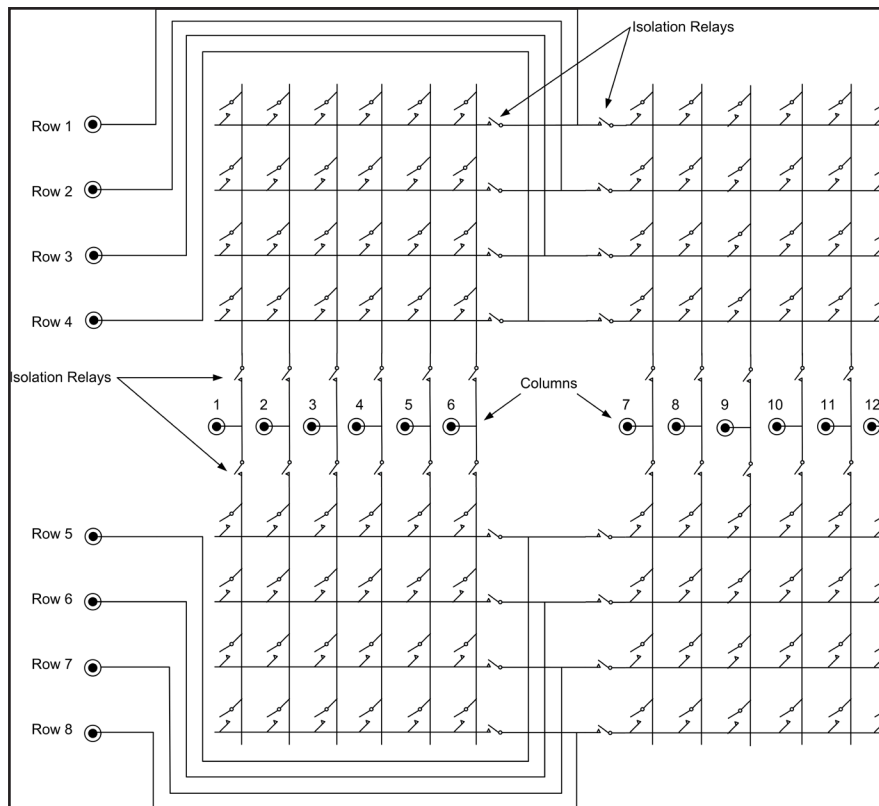 Isolation Relays
Row 1
Row 2
Row 3
Row 4
Isolation Relays
Columns
1 2 3 4 5 6 7 8 9 10 11 12
Row 5
Row 6
Row 7
Row 8